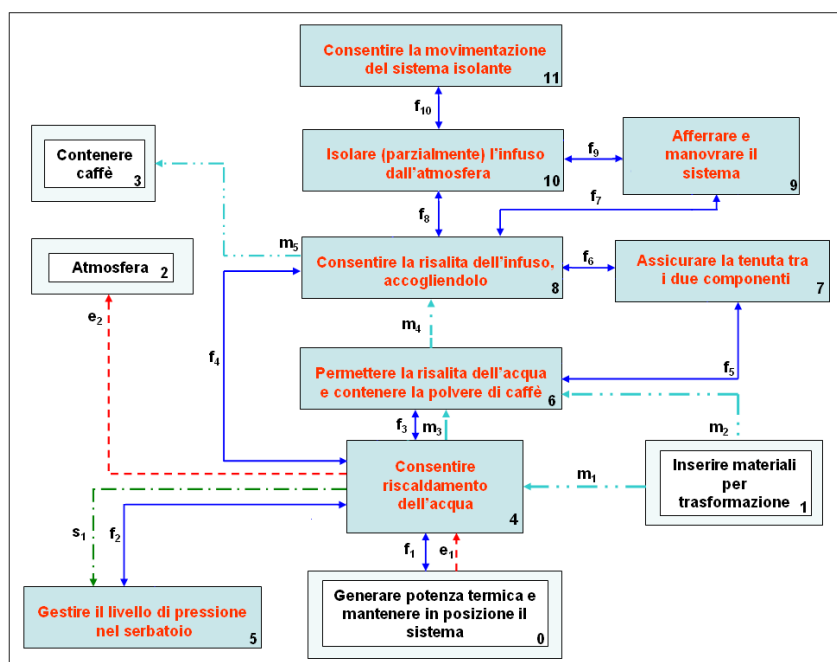 Consentire la movimentazione
del sistema isolante
11
f10
Contenere
caffè
3
Isolare (parzialmente) l'infuso
dall'atmosfera
10
f9
Afferrare e
manovrare il
sistema
9
f8
f7
m5
Atmosfera
2
Consentire la risalita dell'infuso,
accogliendolo
8
f6
Assicurare la tenuta tra
i due componenti
7
e2
m4
f4
f5
Permettere la risalita dell'acqua
e contenere la polvere di caffè
6
f3
m3
m2
Consentire
riscaldamento
dell'acqua
4
m1
Inserire materiali
per
trasformazione
1
s1
f2
f1
e1
Gestire il livello di pressione
nel serbatoio
5
Generare potenza termica e
mantenere in posizione il
sistema
0